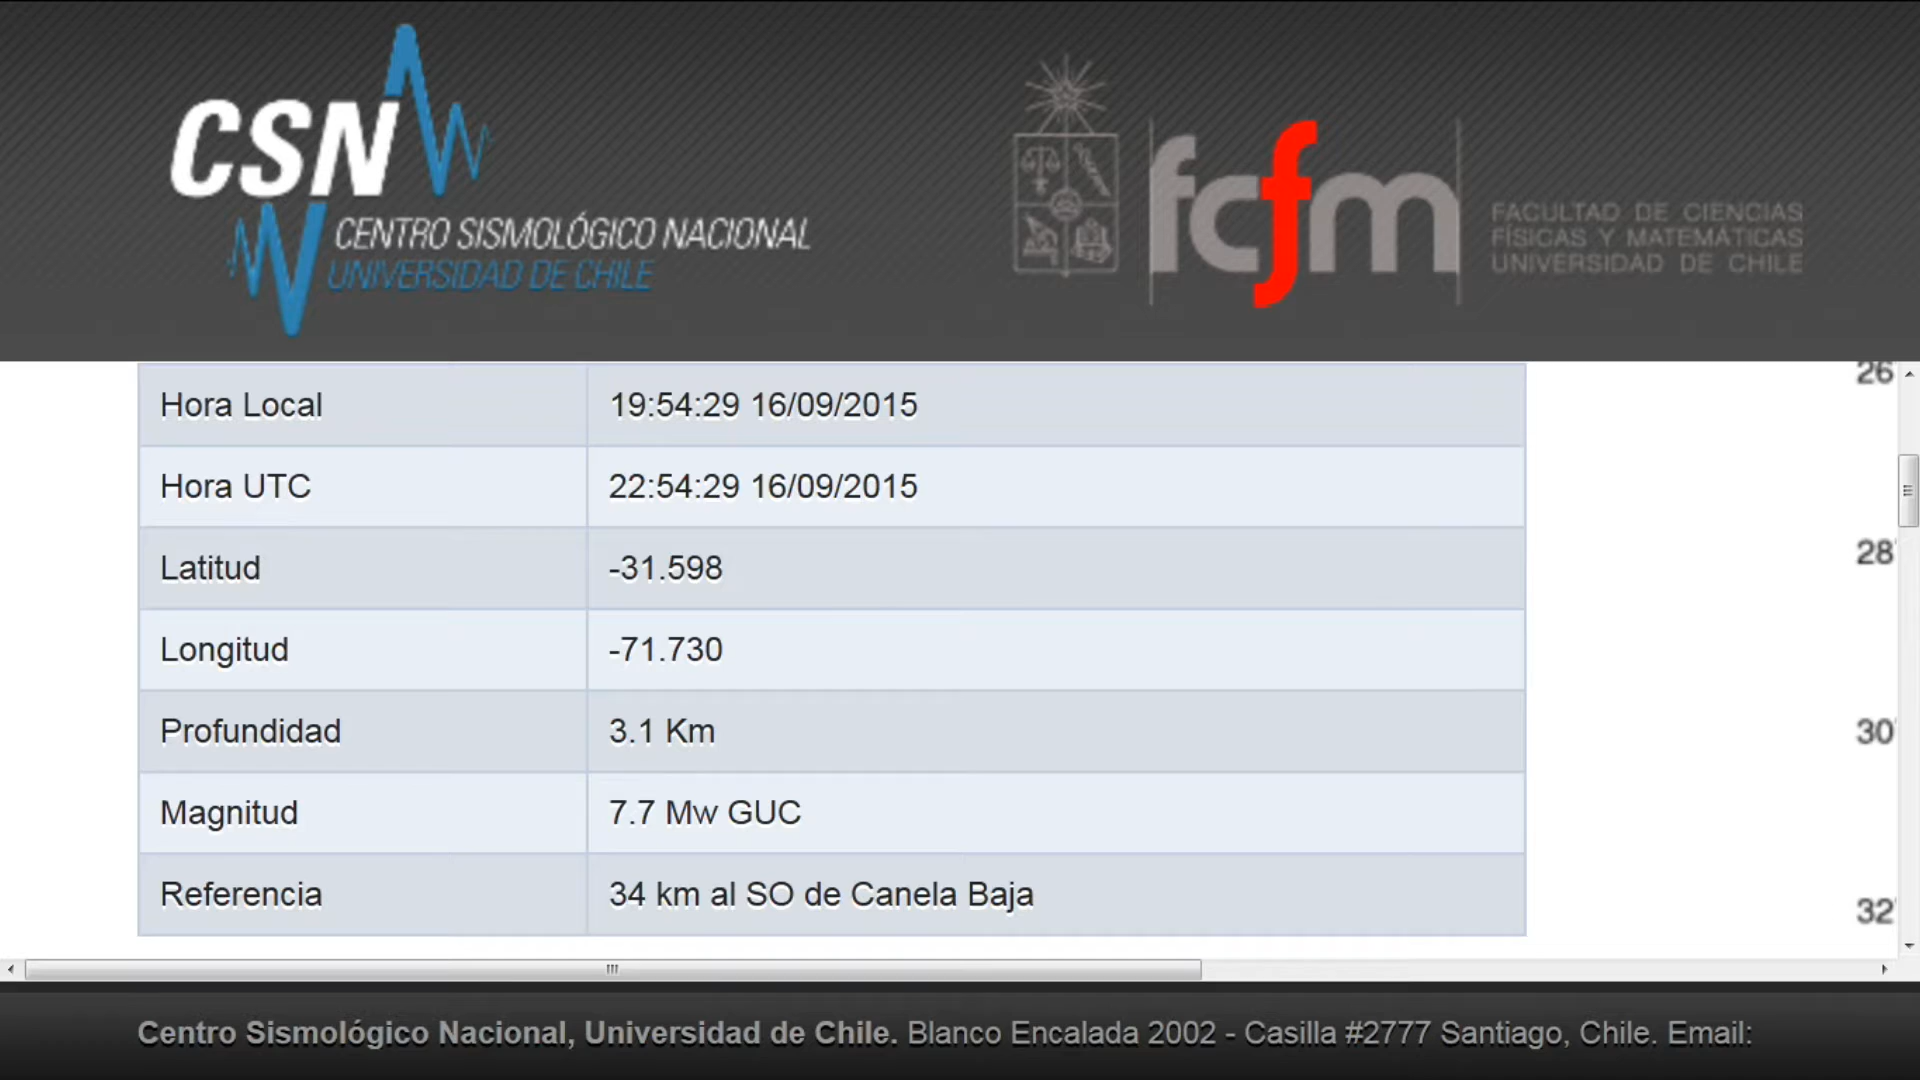 CSN
CENTRO SISMOLÓGICO NACIONAL
UNIVERSIDAD DE CHILE
fcfm
FACULTAD DE CIENCIAS
FÍSICAS Y MATEMÁTICAS
UNIVERSIDAD DE CHILE
Hora Local 19:54:29 16/09/2015
Hora UTC 22:54:29 16/09/2015
Latitud -31.598
Longitud -71.730
Profundidad 3.1 Km
Magnitud 7.7 Mw GUC
Referencia 34 km al SO de Canela Baja
26
28'
30'
32'
Centro Sismológico Nacional, Universidad de Chile. Blanco Encalada 2002 - Casilla #2777 Santiago, Chile. Email: